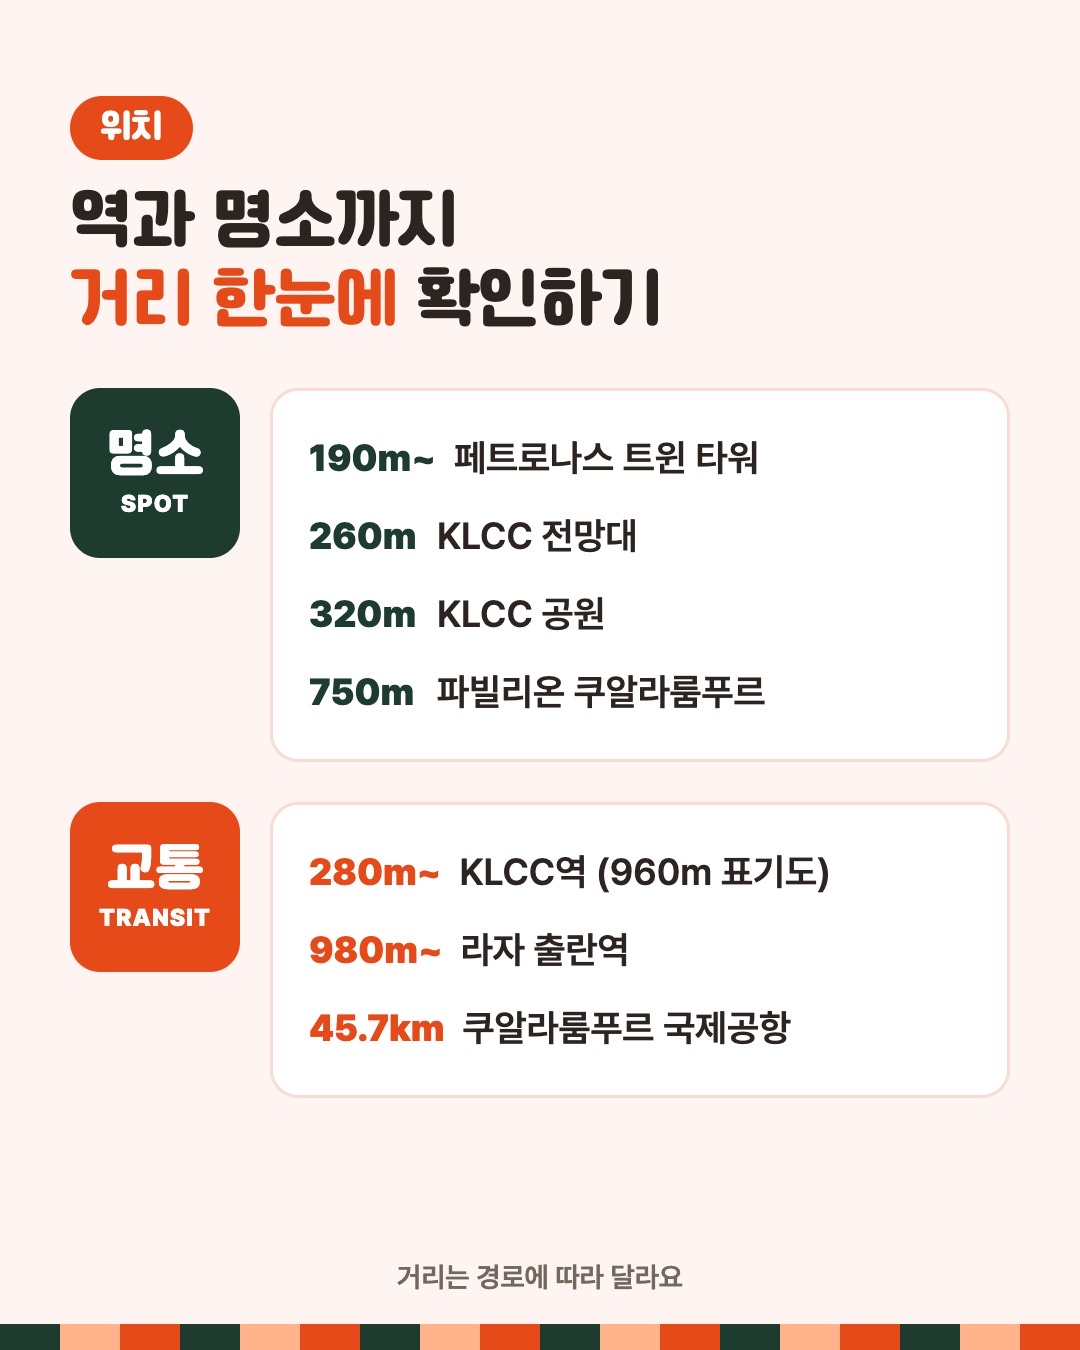 위치
역과 명소까지
거리 한눈에 확인하기
명소
SPOT
190m~ 페트로나스 트윈 타워
260m KLCC 전망대
320m KLCC 공원
750m 파빌리온 쿠알라룸푸르
교통
TRANSIT
280m~ KLCC역 (960m 표기도)
980m~ 라자 출란역
45.7km 쿠알라룸푸르 국제공항
거리는 경로에 따라 달라요